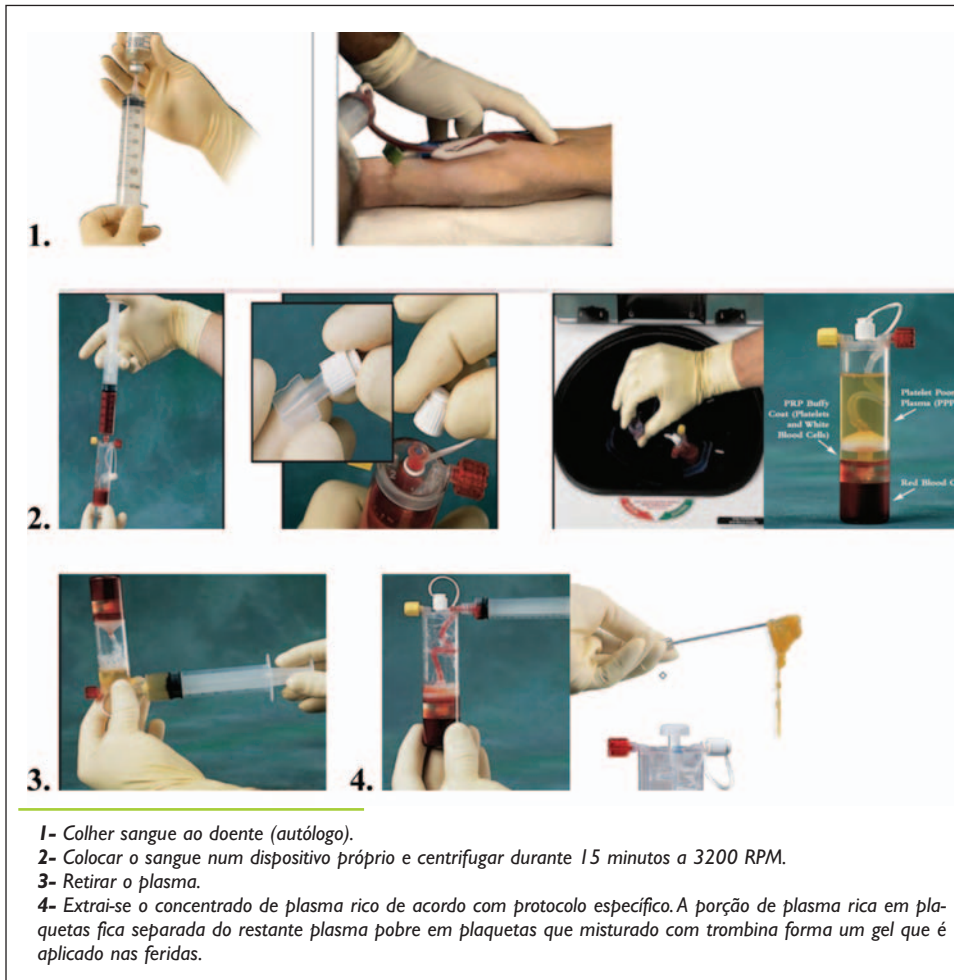 1.
2.
PRP Buffy
Coat (Platelets
and White
Blood Cells)
Platelet Poor
Plasma (PPP
Red Blood C
3.
4.
1- Colher sangue ao doente (autólogo).
2- Colocar o sangue num dispositivo próprio e centrifugar durante 15 minutos a 3200 RPM.
3- Retirar o plasma.
4- Extrai-se o concentrado de plasma rico de acordo com protocolo específico. A porção de plasma rica em pla-
quetas fica separada do restante plasma pobre em plaquetas que misturado com trombina forma um gel que é
aplicado nas feridas.